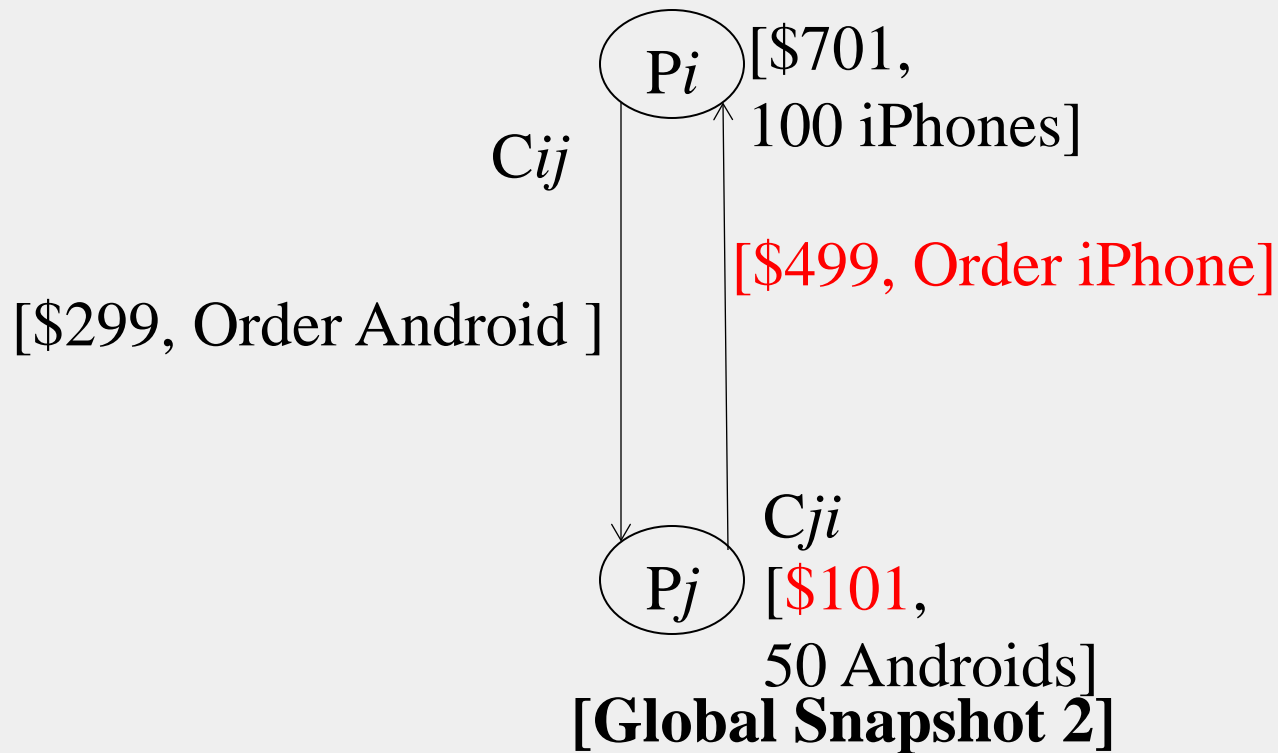 Pi
[$701,
100 iPhones]
Cij
[$499, Order iPhone]
[$299, Order Android ]
Cji
Pj
[$101,
50 Androids]
[Global Snapshot 2]